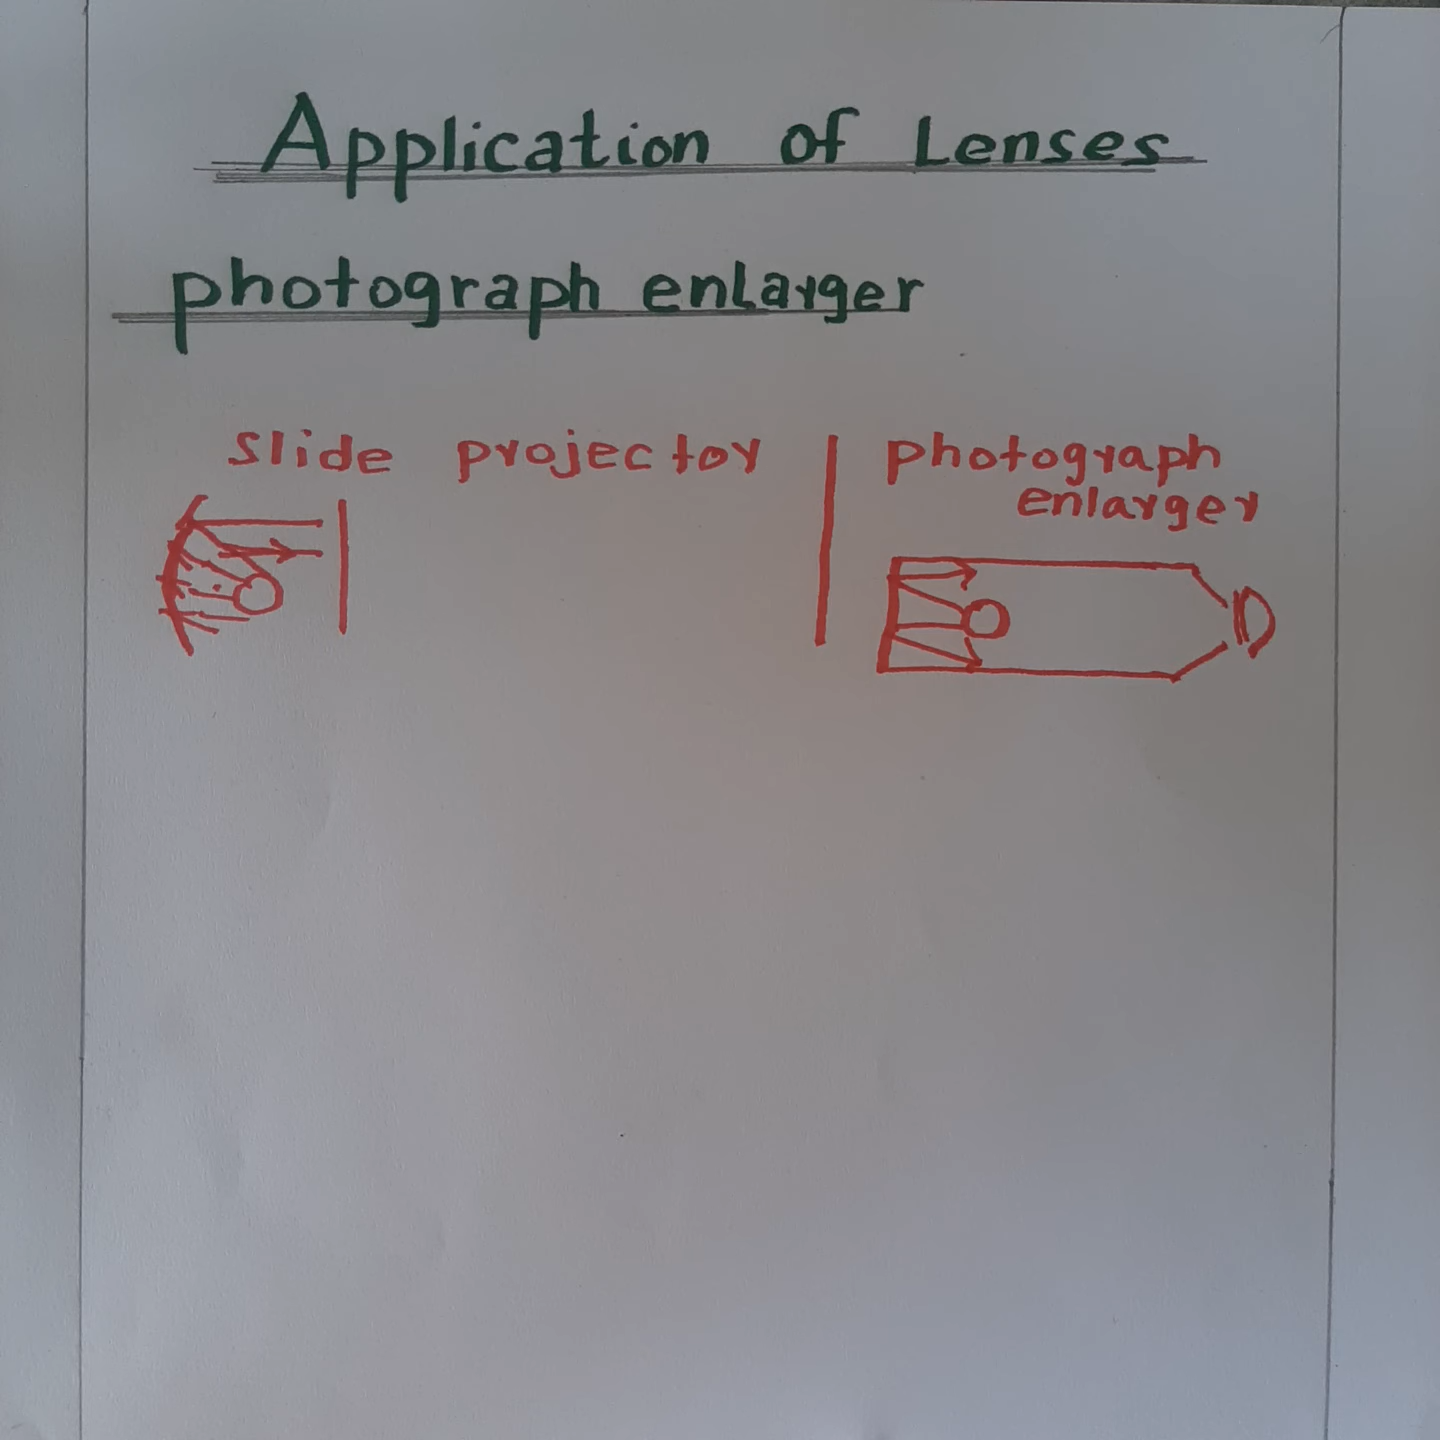 Application of Lenses
photograph enlarger
slide projector
photograph
enlarger